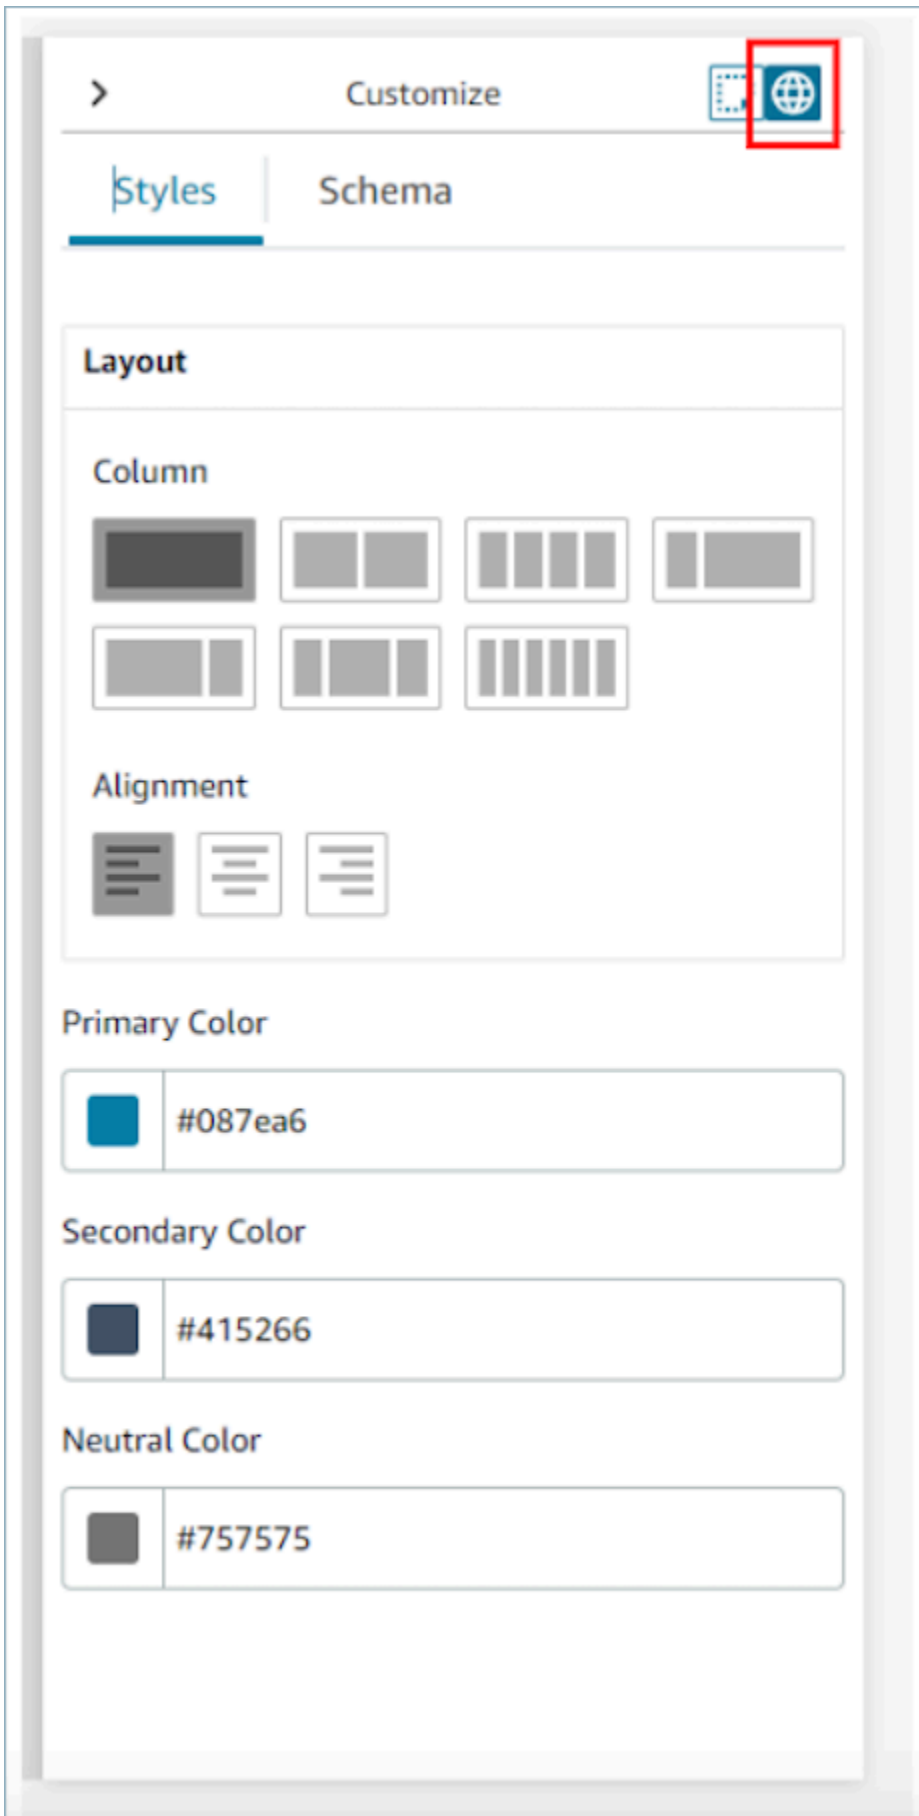 Customize
Styles Schema
Layout
Column
Alignment
Primary Color
#087ea6
Secondary Color
#415266
Neutral Color
#757575